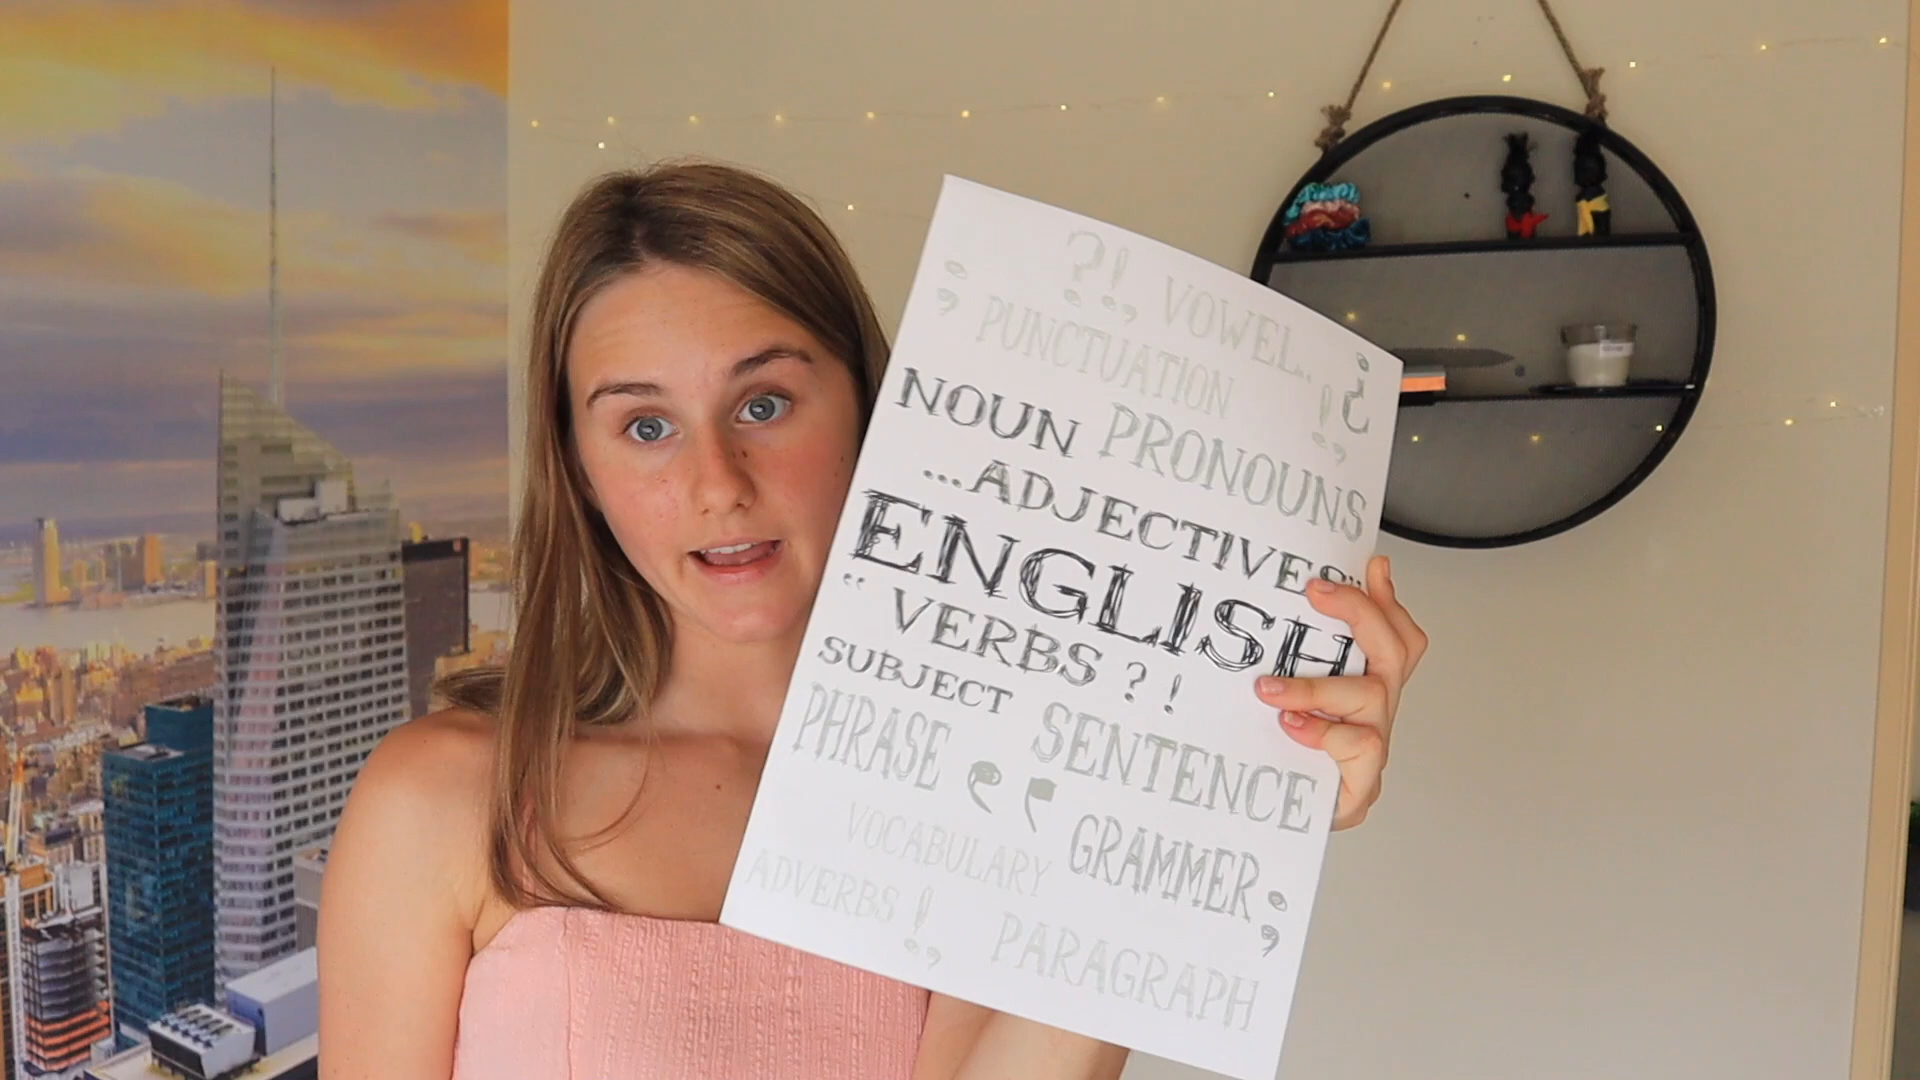 ?!, VOWEL..
; PUNCTUATION ?!,
NOUN PRONOUNS
...ADJECTIVES"
ENGLISH
" VERBS ?!
SUBJECT SENTENCE
PHRASE , ,
VOCABULARY GRAMMER;
ADVERBS !, PARAGRAPH